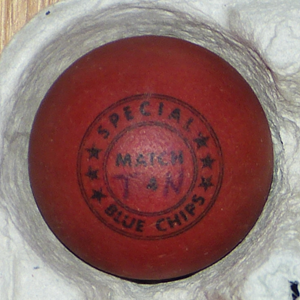 SPECIAL
MATCH
T N
BLUE CHIPS